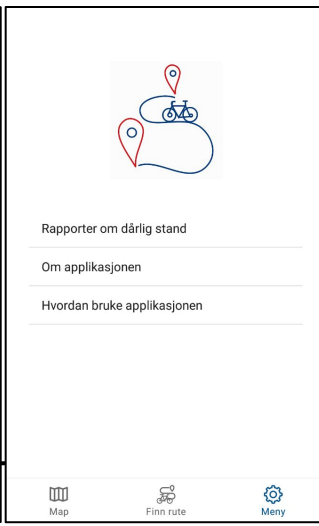 Rapporter om dårlig stand
Om applikasjonen
Hvordan bruke applikasjonen
Map
Finn rute
Meny